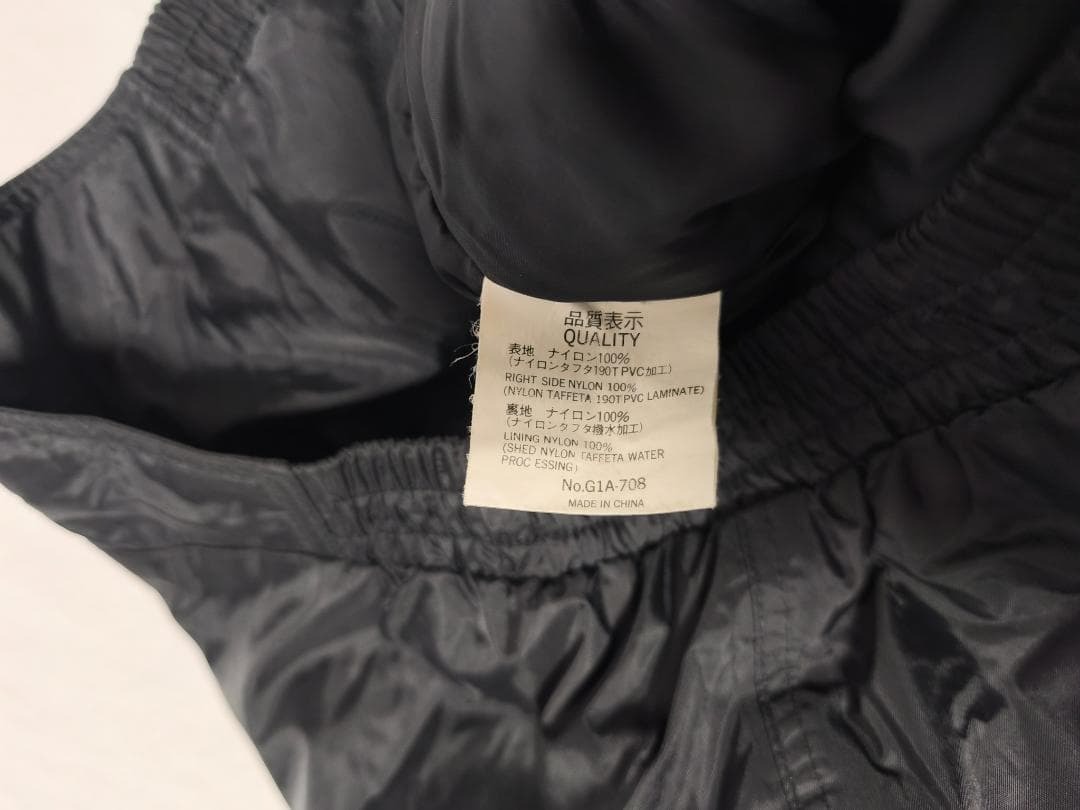 品質表示
QUALITY
表地 ナイロン100%
(ナイロンタフタ190T PVC加工)
RIGHT SIDE NYLON 100%
(NYLON TAFFETA 190T PVC LAMINATE)
裏地 ナイロン100%
(ナイロンタフタ撥水加工)
LINING NYLON 100%
(SHED NYLON TAFFETA WATER
PROC ESSING)
No.G1A-708
MADE IN CHINA